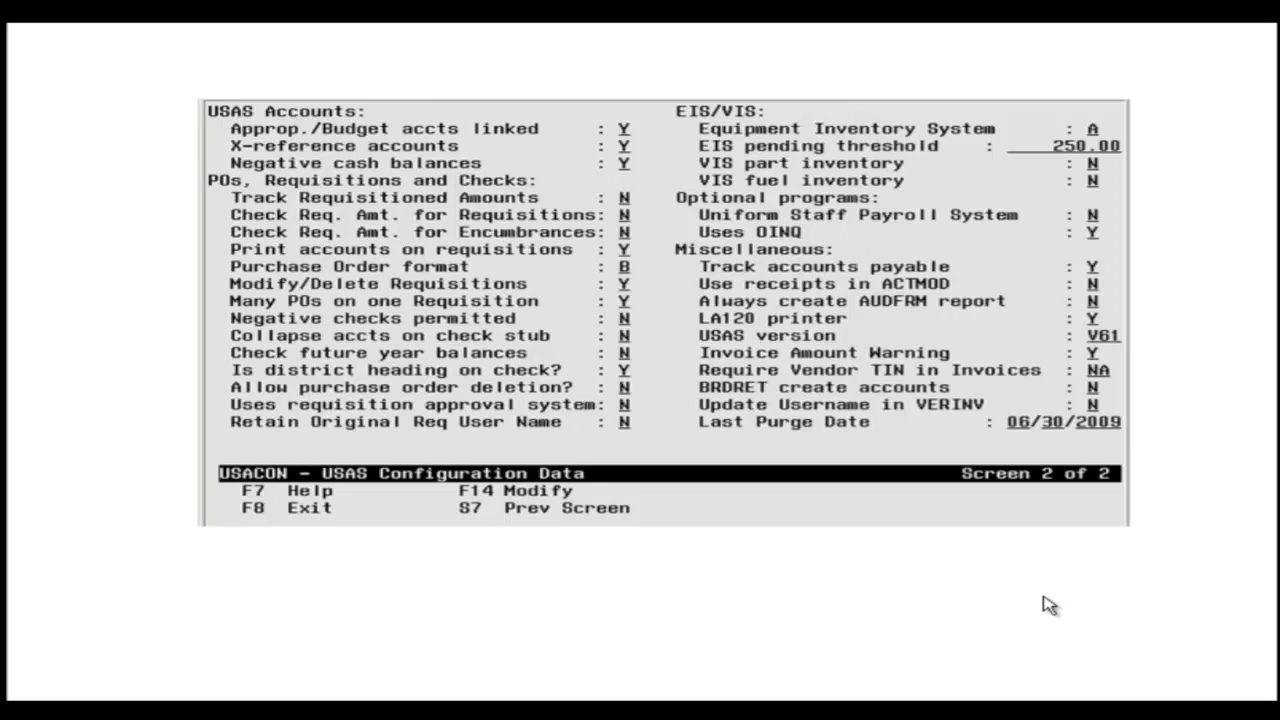 USAS Accounts:
Approp./Budget accts linked : Y
X-reference accounts : Y
Negative cash balances : Y
POs, Requisitions and Checks:
Track Requisitioned Amounts : N
Check Req. Amt. for Requisitions: N
Check Req. Amt. for Encumbrances: N
Print accounts on requisitions : Y
Purchase Order format : B
Modify/Delete Requisitions : Y
Many POs on one Requisition : Y
Negative checks permitted : N
Collapse accts on check stub : N
Check future year balances : N
Is district heading on check? : Y
Allow purchase order deletion? : N
Uses requisition approval system: N
Retain Original Req User Name : N
EIS/VIS:
Equipment Inventory System : A
EIS pending threshold : 250.00
VIS part inventory : N
VIS fuel inventory : N
Optional programs:
Uniform Staff Payroll System : N
Uses OINQ : Y
Miscellaneous:
Track accounts payable : Y
Use receipts in ACTMOD : N
Always create AUDFRM report : N
LA120 printer : Y
USAS version : V61
Invoice Amount Warning : Y
Require Vendor TIN in Invoices : NA
BRDRET create accounts : N
Update Username in VERINV : N
Last Purge Date : 06/30/2009
USACON - USAS Configuration Data Screen 2 of 2
F7 Help F14 Modify
F8 Exit S7 Prev Screen